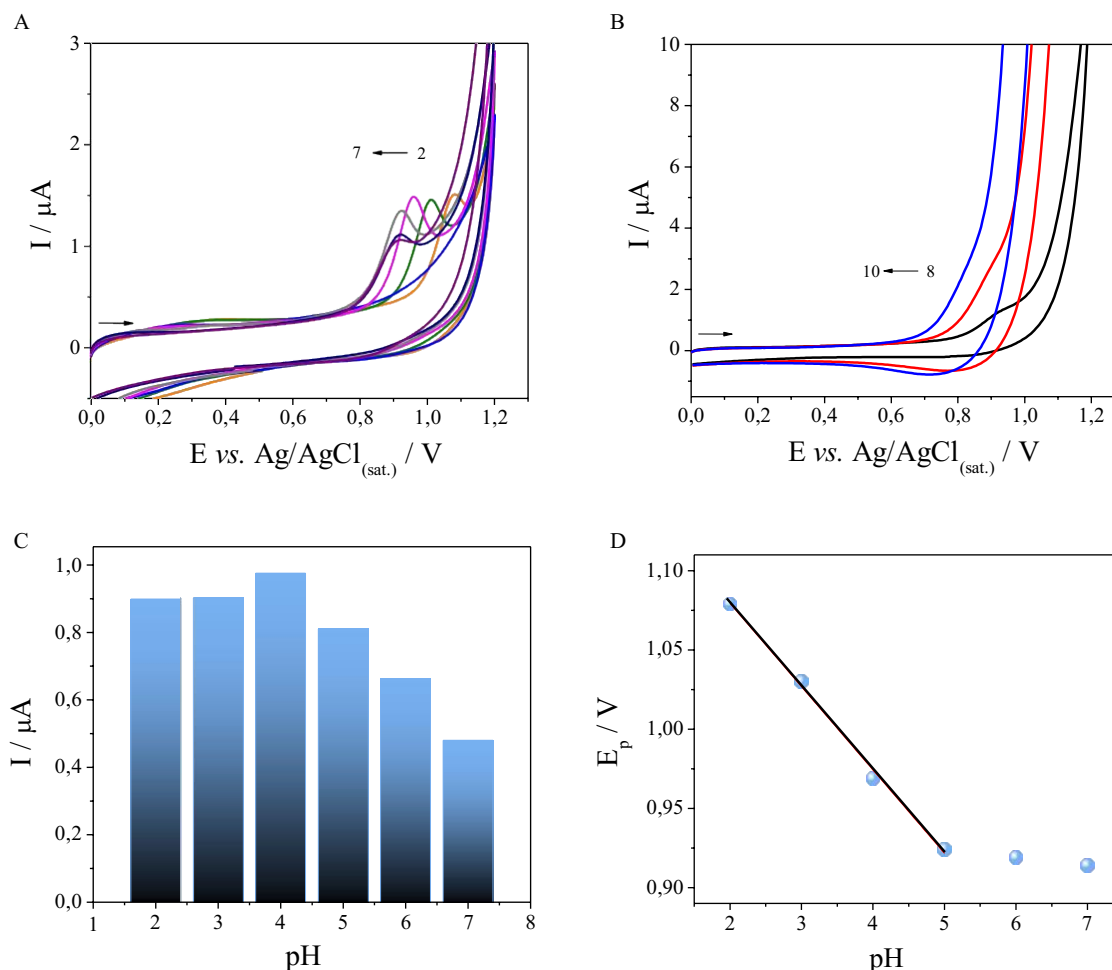 A
3
2
1
0
7 2
0,0 0,2 0,4 0,6 0,8 1,0 1,2
I / μA
E vs. Ag/AgCl(sat.) / V
B
10
8
6
4
2
0
10 8
0,0 0,2 0,4 0,6 0,8 1,0 1,2
I / μA
E vs. Ag/AgCl(sat.) / V
C
1,0
0,8
0,6
0,4
0,2
0,0
1 2 3 4 5 6 7 8
I / μA
pH
D
1,10
1,05
1,00
0,95
0,90
2 3 4 5 6 7
Ep / V
pH